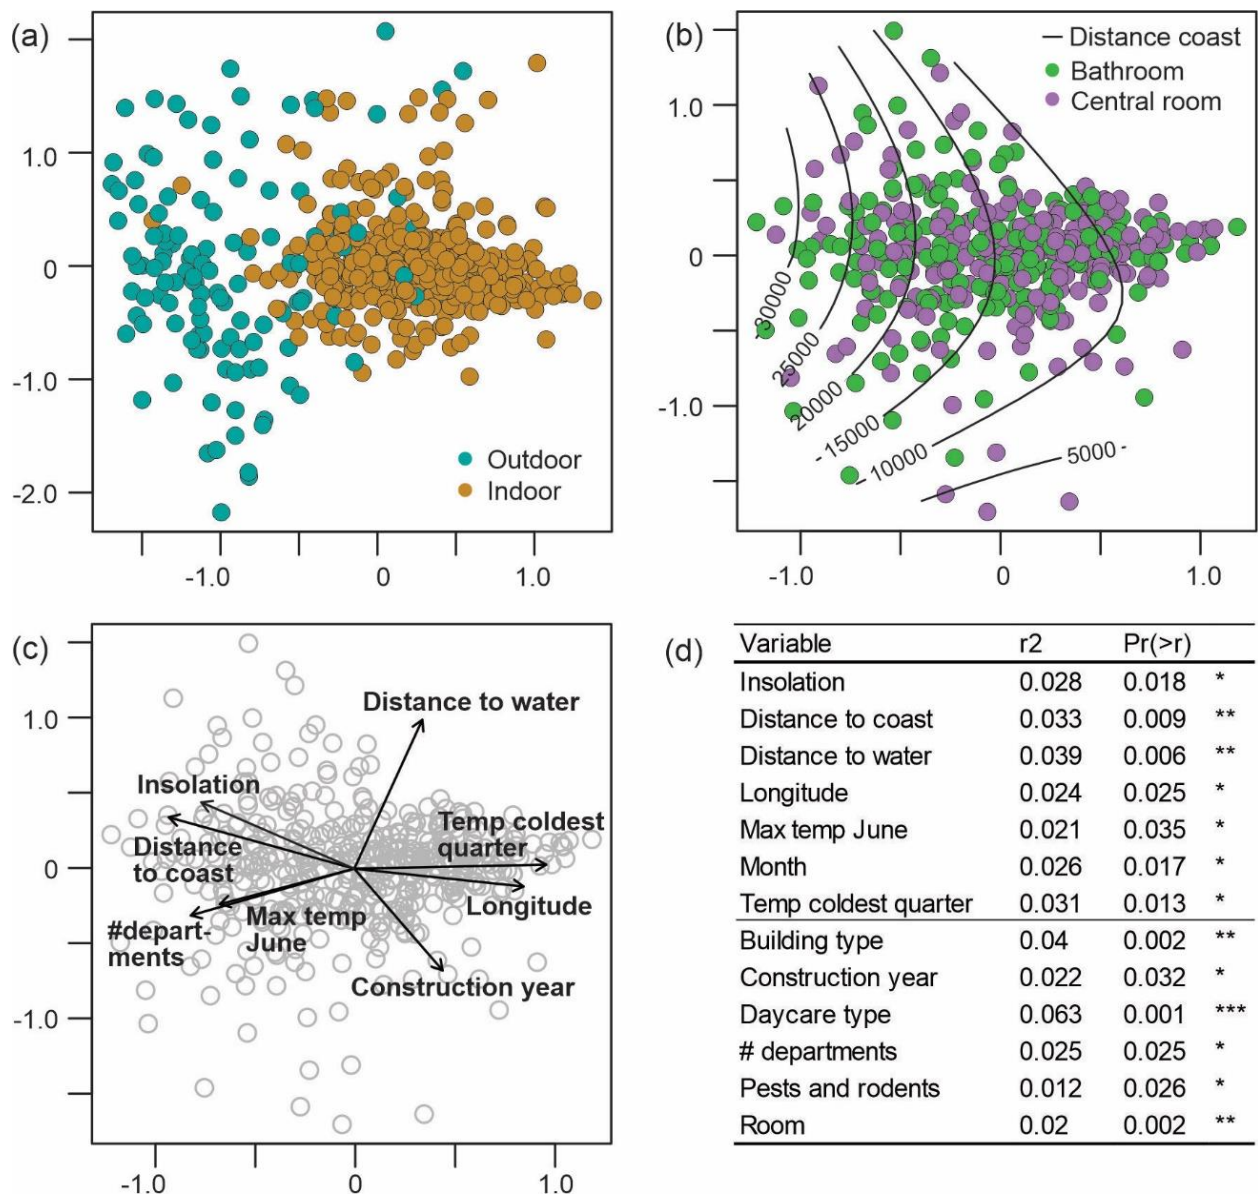 (a)
1.0
0
-1.0
-2.0
Outdoor
Indoor
-1.0 0 1.0
(b)
1.0
0
-1.0
— Distance coast
Bathroom
Central room
30000
25000
20000
15000
10000
5000
-1.0 0 1.0
(c)
1.0
0
-1.0
Distance to water
Insolation
Distance
to coast
Temp coldest
quarter
Longitude
#depart-
ments
Max temp
June
Construction year
-1.0 0 1.0
(d)
Variable r2 Pr(>r)
Insolation 0.028 0.018 *
Distance to coast 0.033 0.009 **
Distance to water 0.039 0.006 **
Longitude 0.024 0.025 *
Max temp June 0.021 0.035 *
Month 0.026 0.017 *
Temp coldest quarter 0.031 0.013 *
Building type 0.04 0.002 **
Construction year 0.022 0.032 *
Daycare type 0.063 0.001 ***
# departments 0.025 0.025 *
Pests and rodents 0.012 0.026 *
Room 0.02 0.002 **